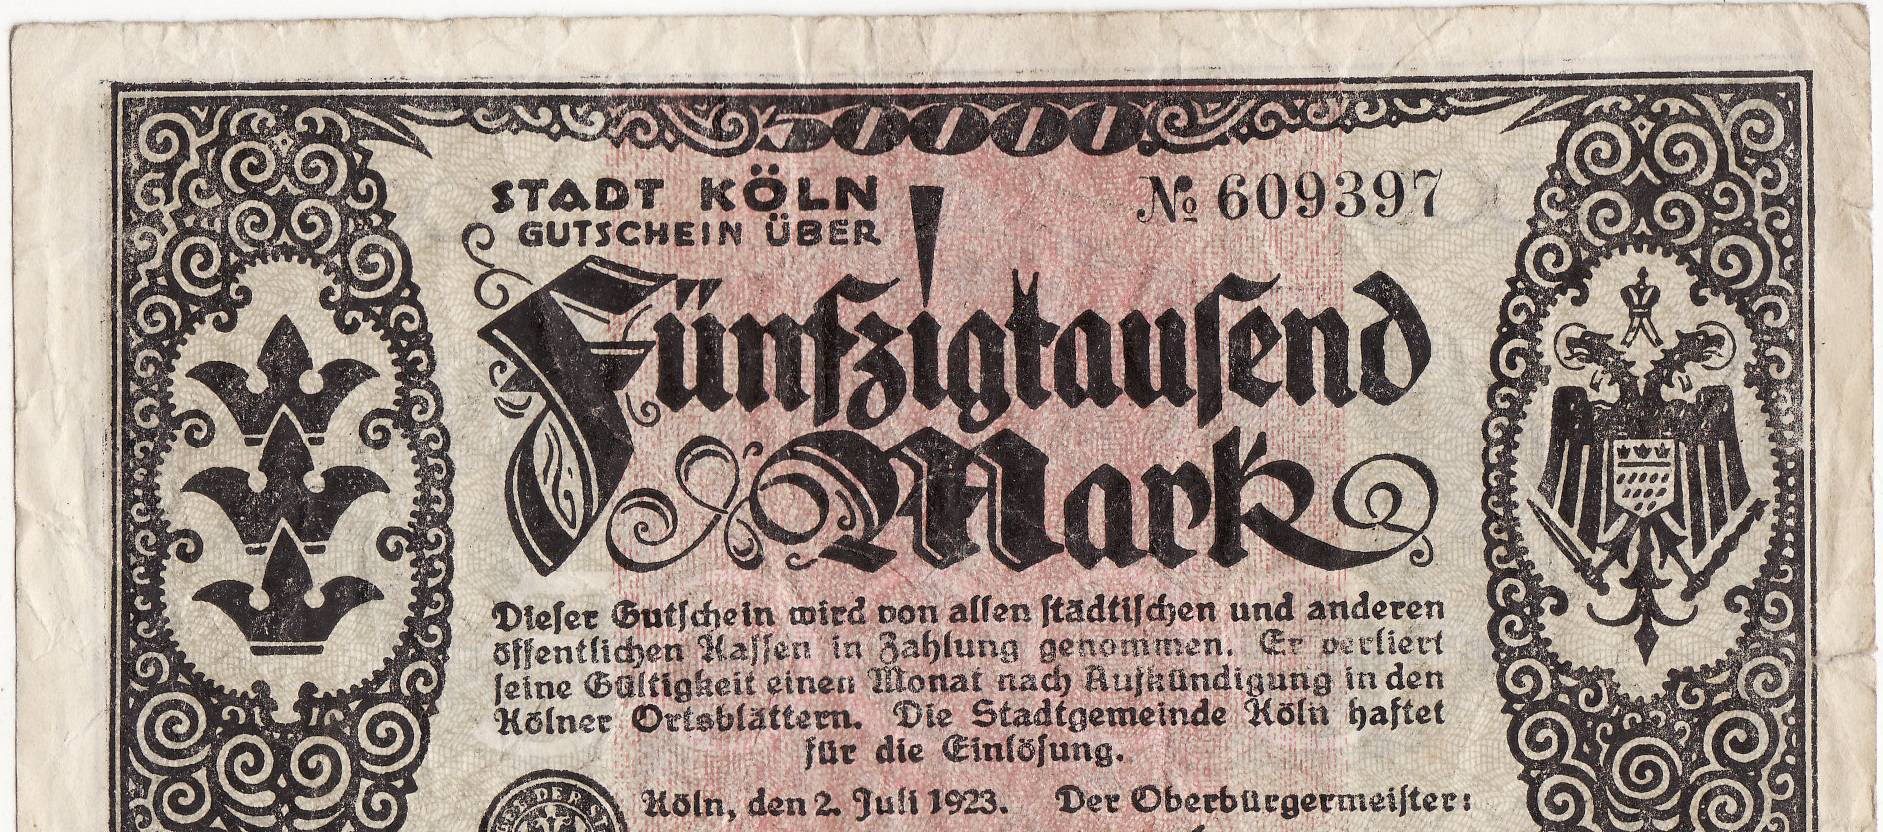 50000
STADT KÖLN
№ 609397
GUTSCHEIN ÜBER
Fünfzigtausend
Mark
Dieser Gutschein wird von allen städtischen und anderen
öffentlichen Kassen in Zahlung genommen. Er verliert
seine Gültigkeit einen Monat nach Aufkündigung in den
Kölner Ortsblättern. Die Stadtgemeinde Köln haftet
für die Einlösung.
Köln, den 2. Juli 1923. Der Oberbürgermeister: